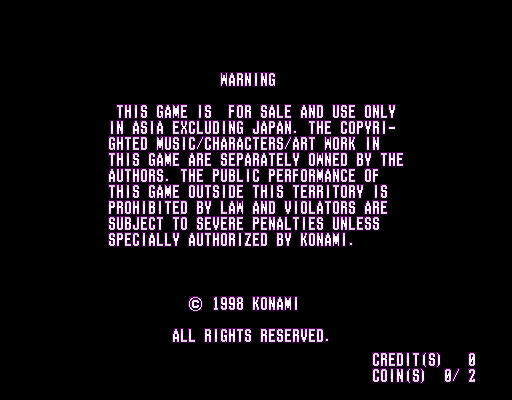 WARNING
THIS GAME IS  FOR SALE AND USE ONLY
IN ASIA EXCLUDING JAPAN. THE COPYRI-
GHTED MUSIC/CHARACTERS/ART WORK IN
THIS GAME ARE SEPARATELY OWNED BY THE
AUTHORS. THE PUBLIC PERFORMANCE OF
THIS GAME OUTSIDE THIS TERRITORY IS
PROHIBITED BY LAW AND VIOLATORS ARE
SUBJECT TO SEVERE PENALTIES UNLESS
SPECIALLY AUTHORIZED BY KONAMI.
© 1998 KONAMI
ALL RIGHTS RESERVED.
CREDIT(S)   0
COIN(S)  0/ 2